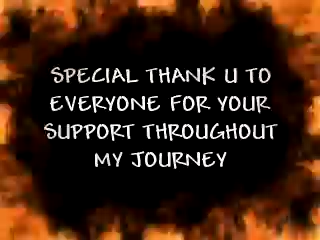 SPECIAL THANK U TO
EVERYONE FOR YOUR
SUPPORT THROUGHOUT
MY JOURNEY